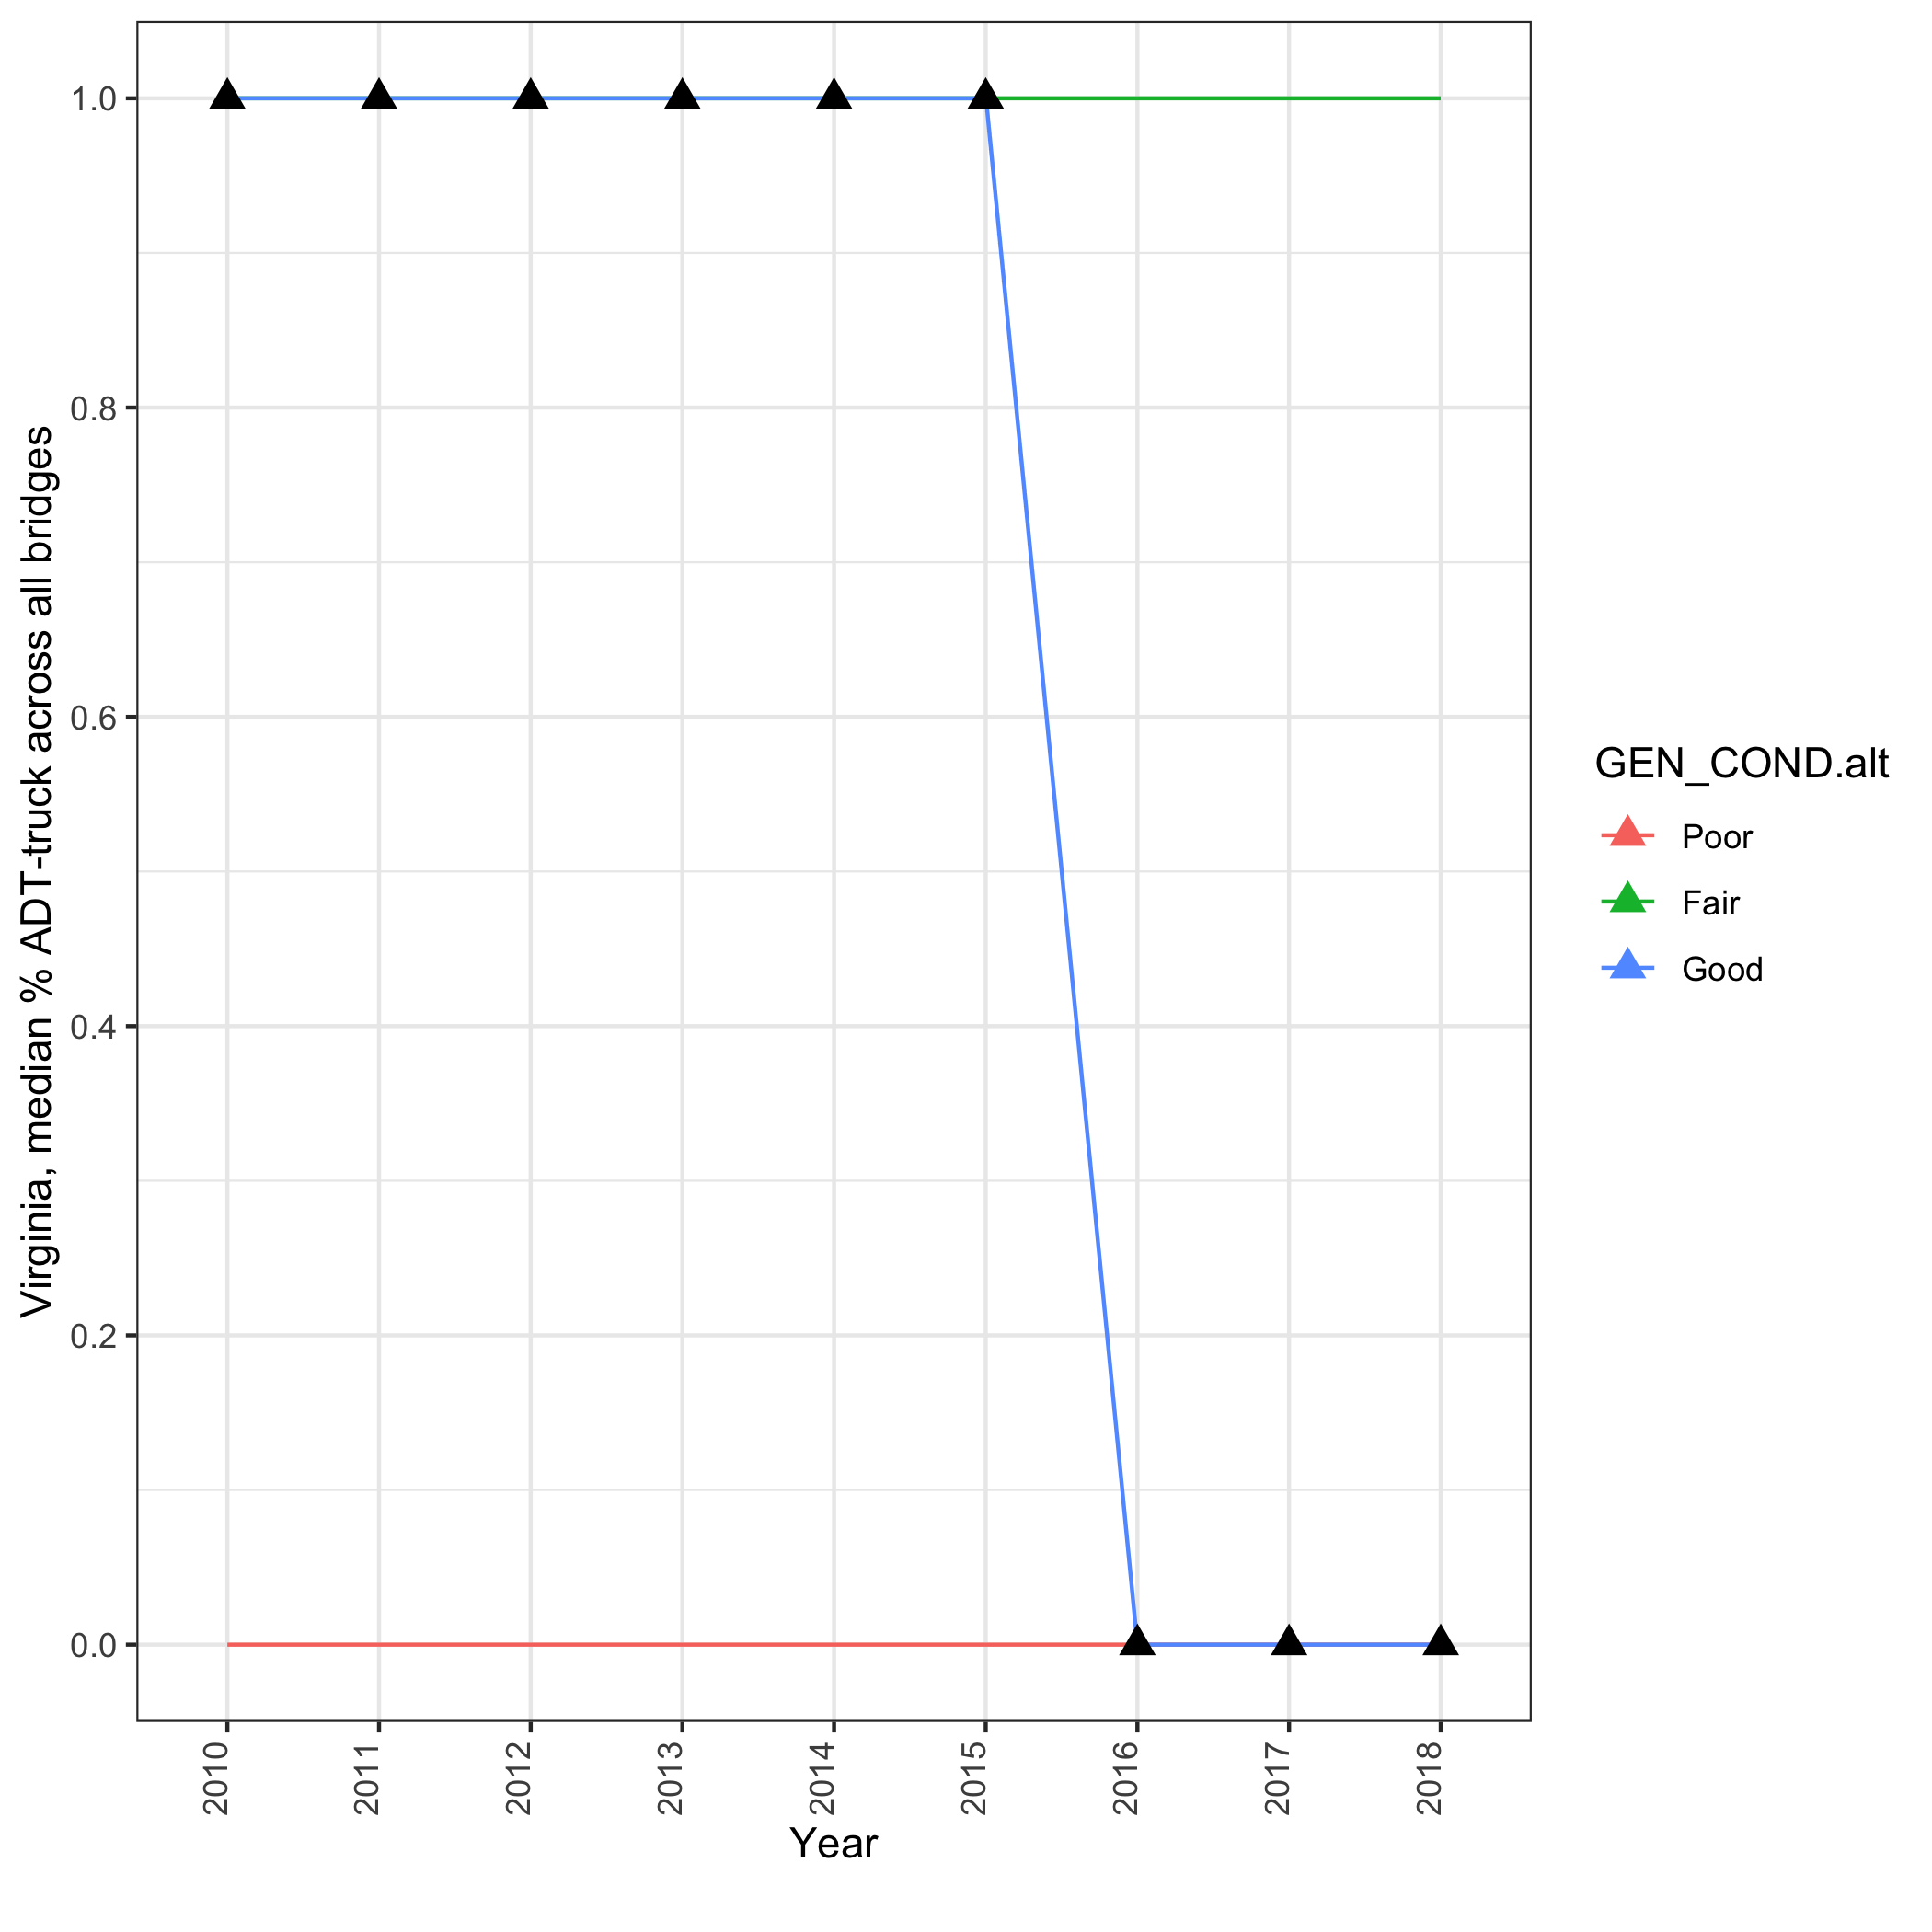 Virginia, median % ADT-truck across all bridges
1.0
0.8
0.6
0.4
0.2
0.0
2010
2011
2012
2013
2014
2015
2016
2017
2018
Year
GEN_COND.alt
Poor
Fair
Good